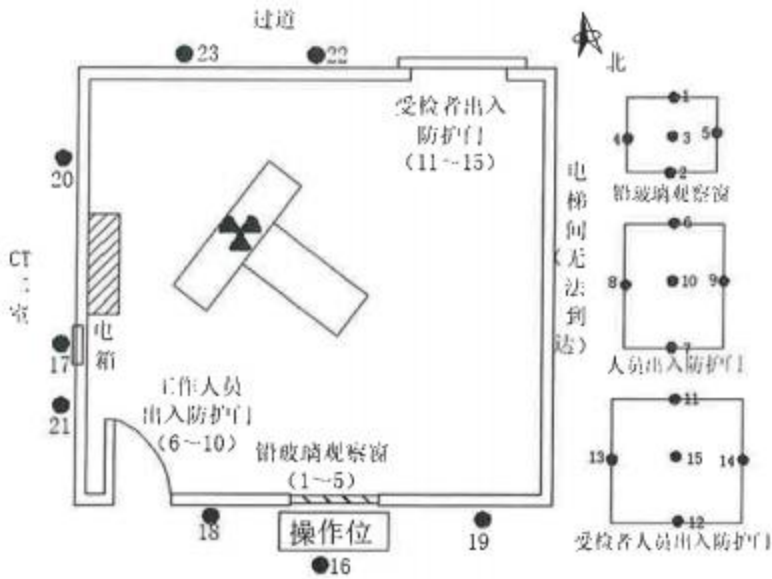 过道
23
22
北
受检者出入
防护门
(11~15)
1
4
3
5
2
铅玻璃观察窗
20
电
梯
间
(无
法
到
达)
6
8
10
9
7
人员出入防护门
CT
室
电
箱
17
21
工作人员
出入防护门
(6~10)
铅玻璃观察窗
(1~5)
11
13
15
14
12
受检者人员出入防护门
18
操作位
19
16